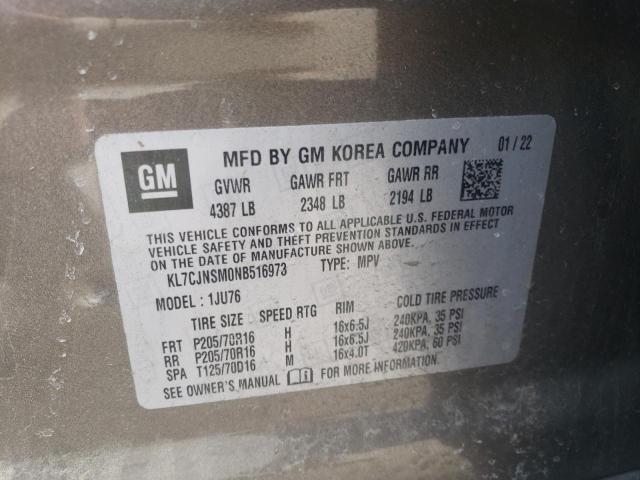 GM
MFD BY GM KOREA COMPANY 01 / 22
GVWR GAWR FRT GAWR RR
4387 LB 2348 LB 2194 LB
THIS VEHICLE CONFORMS TO ALL APPLICABLE U.S. FEDERAL MOTOR
VEHICLE SAFETY AND THEFT PREVENTION STANDARDS IN EFFECT
ON THE DATE OF MANUFACTURE SHOWN ABOVE.
KL7CJNSM0NB516973 TYPE: MPV
MODEL : 1JU76
TIRE SIZE SPEED RTG RIM COLD TIRE PRESSURE
FRT P205/70R16 H 16x6.5J 240KPA, 35 PSI
RR P205/70R16 H 16x6.5J 240KPA, 35 PSI
SPA T125/70D16 M 16x4.0T 420KPA, 60 PSI
SEE OWNER'S MANUAL FOR MORE INFORMATION.